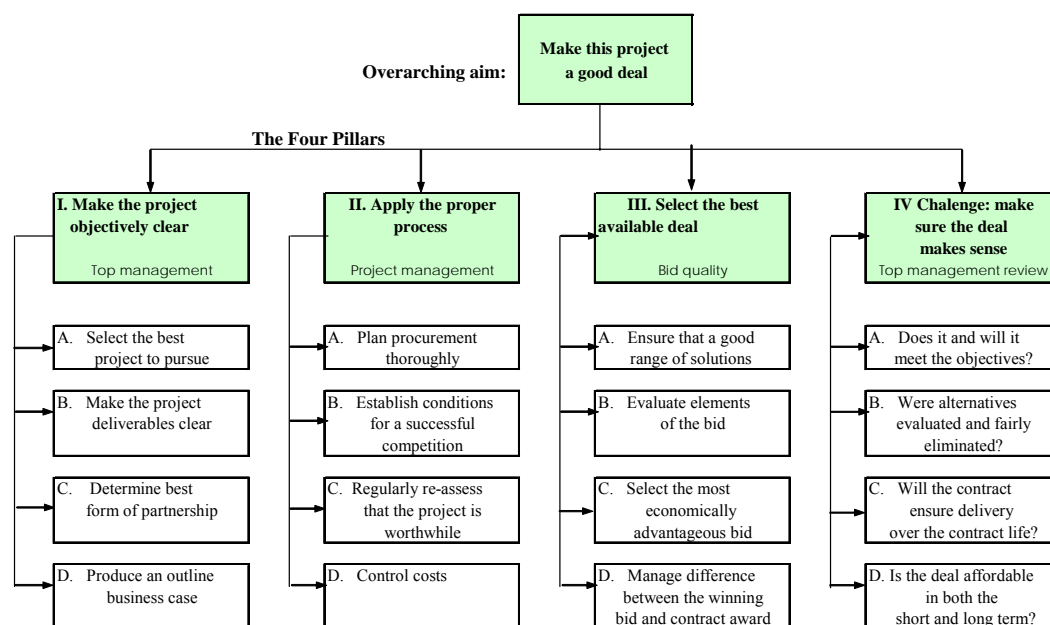 Make this project
a good deal
Overarching aim:
The Four Pillars
I. Make the project
objectively clear
Top management
A. Select the best
project to pursue
B. Make the project
deliverables clear
C. Determine best
form of partnership
D. Produce an outline
business case
II. Apply the proper
process
Project management
A. Plan procurement
thoroughly
B. Establish conditions
for a successful
competition
C. Regularly re-assess
that the project is
worthwhile
D. Control costs
III. Select the best
available deal
Bid quality
A. Ensure that a good
range of solutions
B. Evaluate elements
of the bid
C. Select the most
economically
advantageous bid
D. Manage difference
between the winning
bid and contract award
IV Chalenge: make
sure the deal
makes sense
Top management review
A. Does it and will it
meet the objectives?
B. Were alternatives
evaluated and fairly
eliminated?
C. Will the contract
ensure delivery
over the contract life?
D. Is the deal affordable
in both the
short and long term?